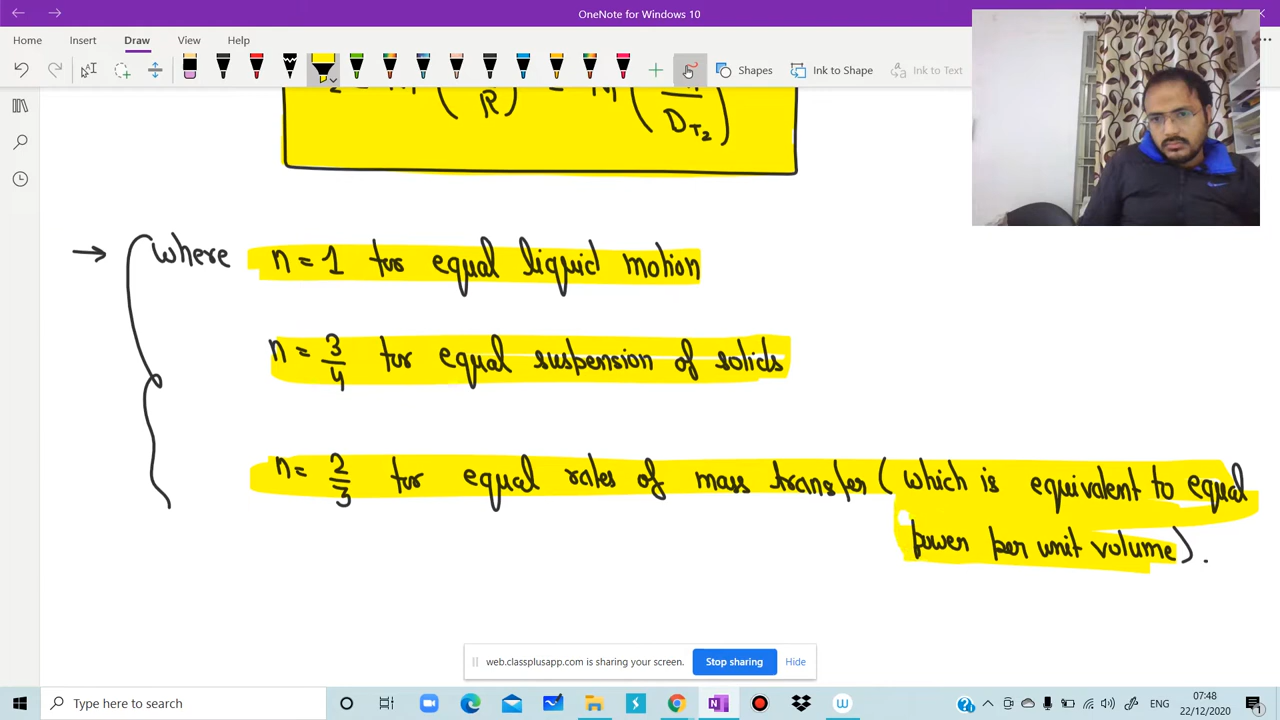 OneNote for Windows 10
Home Insert Draw View Help
Shapes Ink to Shape Ink to Text
R
D T2
where n = 1 for equal liquid motion
n = 3/4 for equal suspension of solids
n = 2/3 for equal rates of mass transfer ( which is equivalent to equal
power per unit volume ).
web.classplusapp.com is sharing your screen. Stop sharing Hide
Type here to search
ENG
07:48
22/12/2020